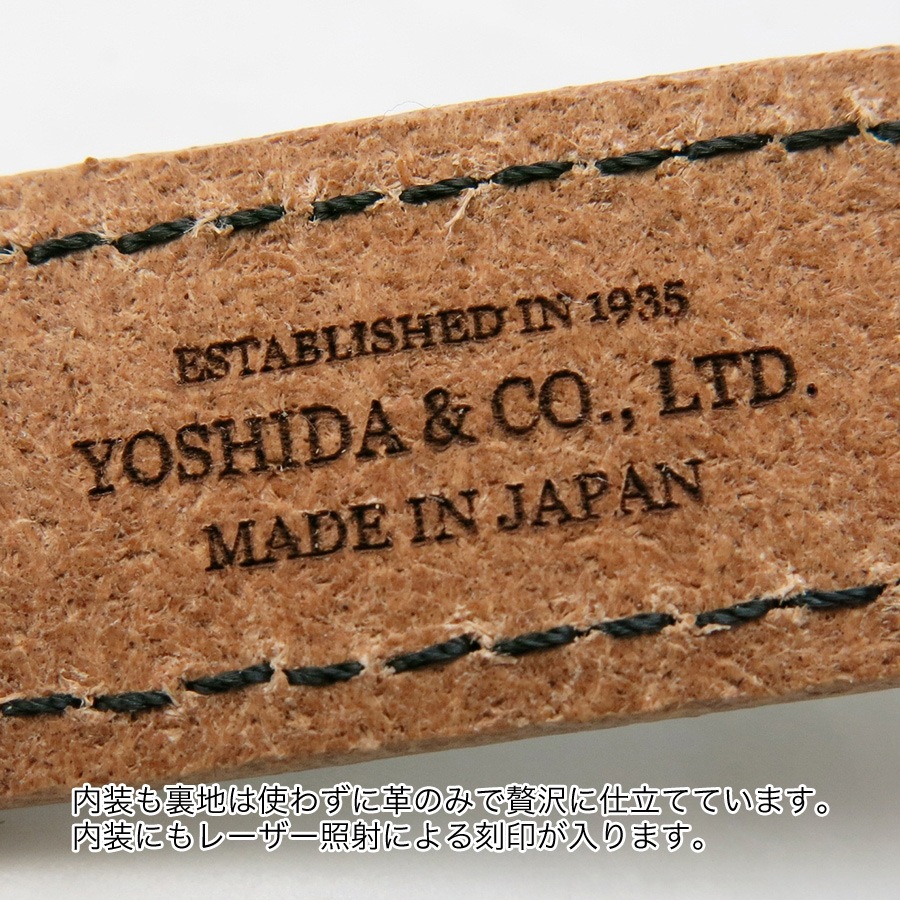 ESTABLISHED IN 1935
YOSHIDA & CO., LTD.
MADE IN JAPAN
内装も裏地は使わずに革のみで贅沢に仕立てています。
内装にもレーザー照射による刻印が入ります。